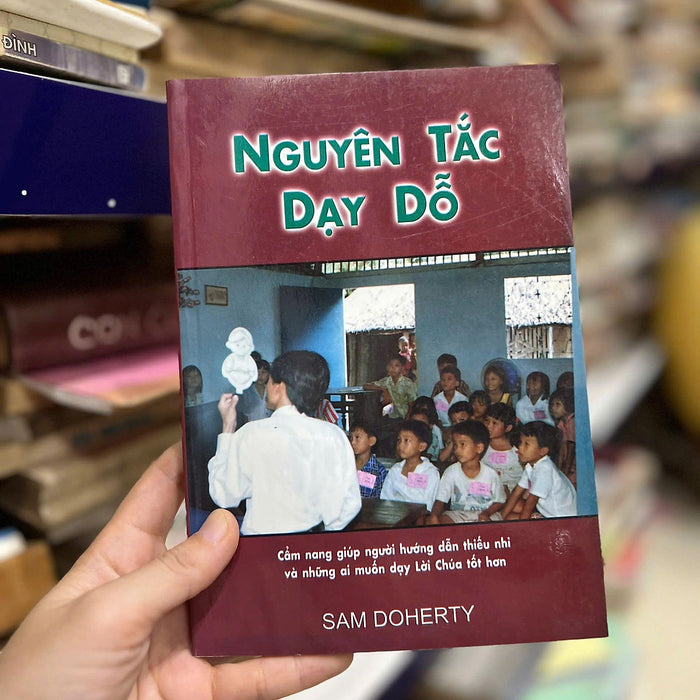 ĐÌNH
NGUYÊN TẮC
DẠY DỖ
Cẩm nang giúp người hướng dẫn thiếu nhi
và những ai muốn dạy Lời Chúa tốt hơn
SAM DOHERTY